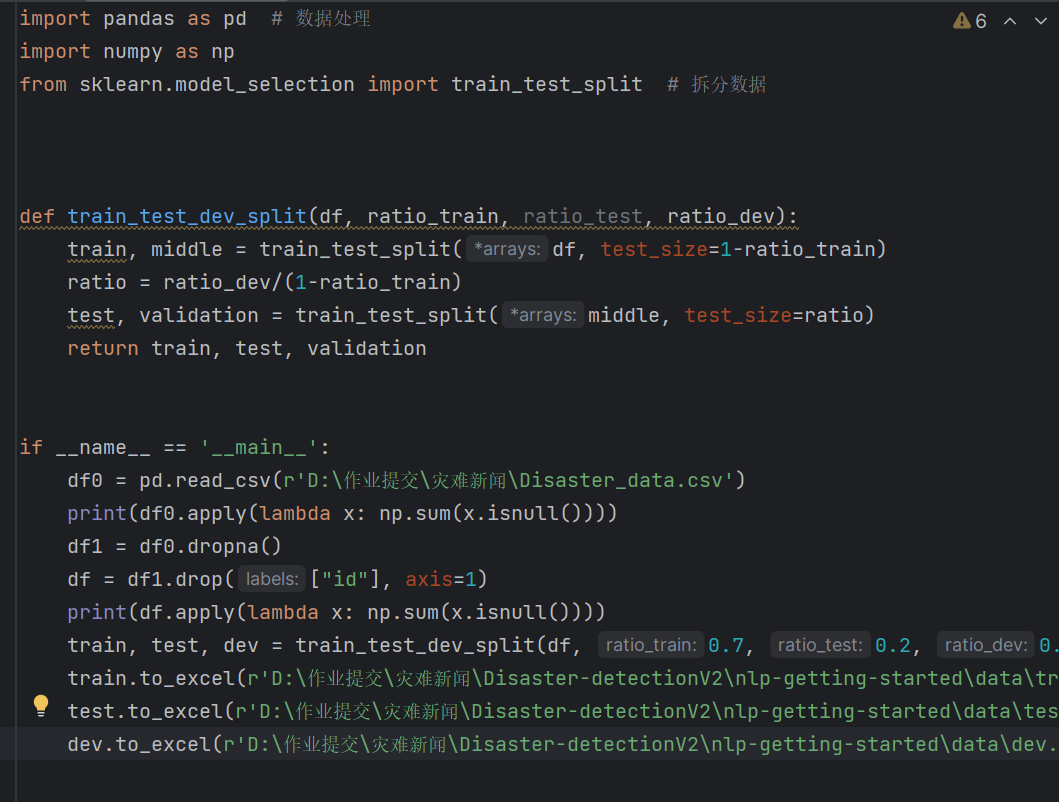 import pandas as pd  # 数据处理
6
import numpy as np
from sklearn.model_selection import train_test_split  # 拆分数据
def train_test_dev_split(df, ratio_train, ratio_test, ratio_dev):
    train, middle = train_test_split( *arrays: df, test_size=1-ratio_train)
    ratio = ratio_dev/(1-ratio_train)
    test, validation = train_test_split( *arrays: middle, test_size=ratio)
    return train, test, validation
if __name__ == '__main__':
    df0 = pd.read_csv(r'D:\作业提交\灾难新闻\Disaster_data.csv')
    print(df0.apply(lambda x: np.sum(x.isnull())))
    df1 = df0.dropna()
    df = df1.drop( labels: ["id"], axis=1)
    print(df.apply(lambda x: np.sum(x.isnull())))
    train, test, dev = train_test_dev_split(df, ratio_train: 0.7, ratio_test: 0.2, ratio_dev: 0.
    train.to_excel(r'D:\作业提交\灾难新闻\Disaster-detectionV2\nlp-getting-started\data\tr
    test.to_excel(r'D:\作业提交\灾难新闻\Disaster-detectionV2\nlp-getting-started\data\tes
    dev.to_excel(r'D:\作业提交\灾难新闻\Disaster-detectionV2\nlp-getting-started\data\dev.